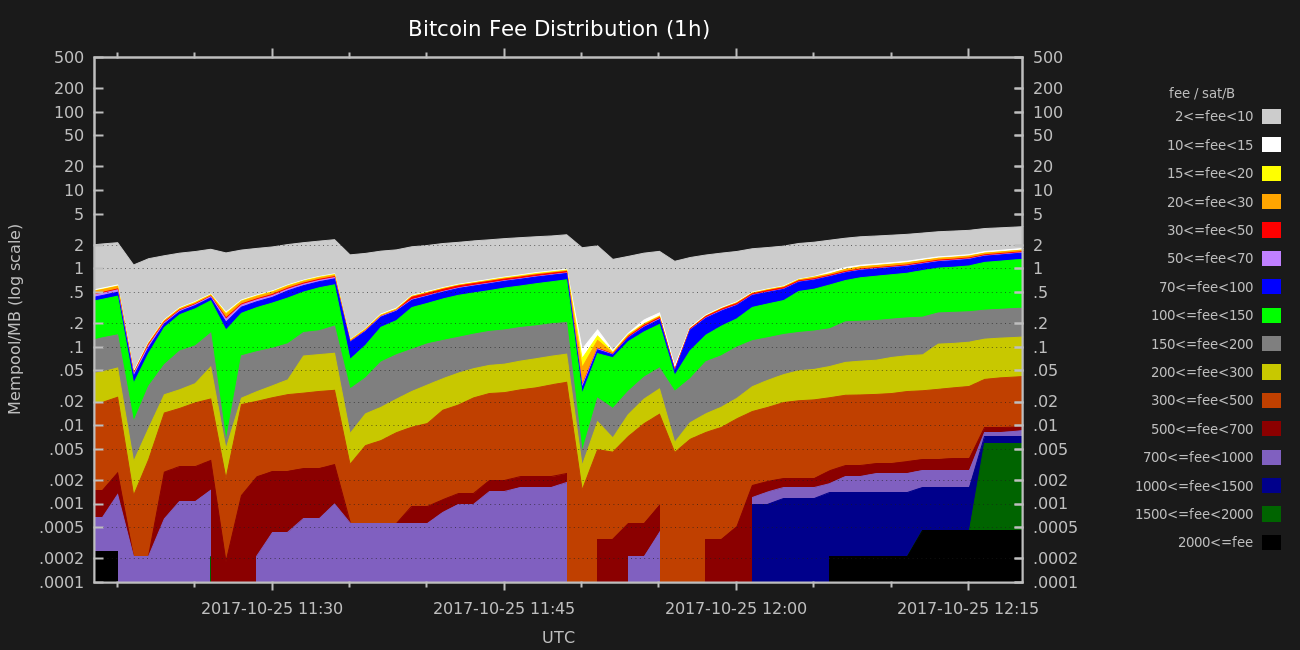 Bitcoin Fee Distribution (1h)
Mempool/MB (log scale)
500
200
100
50
20
10
5
2
1
.5
.2
.1
.05
.02
.01
.005
.002
.001
.0005
.0002
.0001
500
200
100
50
20
10
5
2
1
.5
.2
.1
.05
.02
.01
.005
.002
.001
.0005
.0002
.0001
2017-10-25 11:30 2017-10-25 11:45 2017-10-25 12:00 2017-10-25 12:15
UTC
fee / sat/B
2<=fee<10
10<=fee<15
15<=fee<20
20<=fee<30
30<=fee<50
50<=fee<70
70<=fee<100
100<=fee<150
150<=fee<200
200<=fee<300
300<=fee<500
500<=fee<700
700<=fee<1000
1000<=fee<1500
1500<=fee<2000
2000<=fee